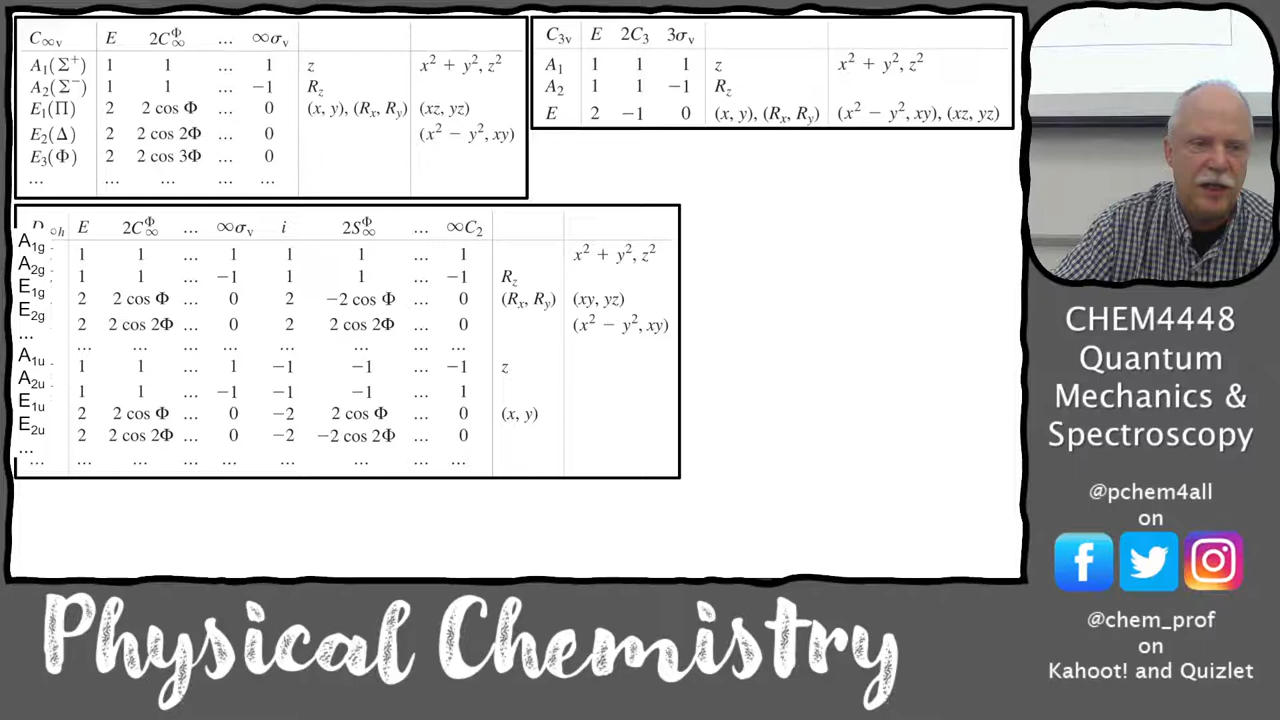 C∞v E 2C∞^Φ ... ∞σv
A1(Σ+) 1 1 ... 1 z x² + y², z²
A2(Σ−) 1 1 ... −1 Rz
E1(Π) 2 2 cos Φ ... 0 (x, y), (Rx, Ry) (xz, yz)
E2(Δ) 2 2 cos 2Φ ... 0 (x² − y², xy)
E3(Φ) 2 2 cos 3Φ ... 0
... ... ... ... ...
C3v E 2C3 3σv
A1 1 1 1 z x² + y², z²
A2 1 1 −1 Rz
E 2 −1 0 (x, y), (Rx, Ry) (x² − y², xy), (xz, yz)
E 2C∞^Φ ... ∞σv i 2S∞^Φ ... ∞C2
A1g 1 1 ... 1 1 1 ... 1 x² + y², z²
A2g 1 1 ... −1 1 1 ... −1 Rz
E1g 2 2 cos Φ ... 0 2 −2 cos Φ ... 0 (Rx, Ry) (xy, yz)
E2g 2 2 cos 2Φ ... 0 2 2 cos 2Φ ... 0 (x² − y², xy)
... ... ... ... ... ... ... ... ...
A1u 1 1 ... 1 −1 −1 ... −1 z
A2u 1 1 ... −1 −1 −1 ... 1
E1u 2 2 cos Φ ... 0 −2 2 cos Φ ... 0 (x, y)
E2u 2 2 cos 2Φ ... 0 −2 −2 cos 2Φ ... 0
...
... ... ... ... ... ... ... ... ...
CHEM4448
Quantum
Mechanics &
Spectroscopy
@pchem4all
on
@chem_prof
on
Kahoot! and Quizlet
Physical Chemistry